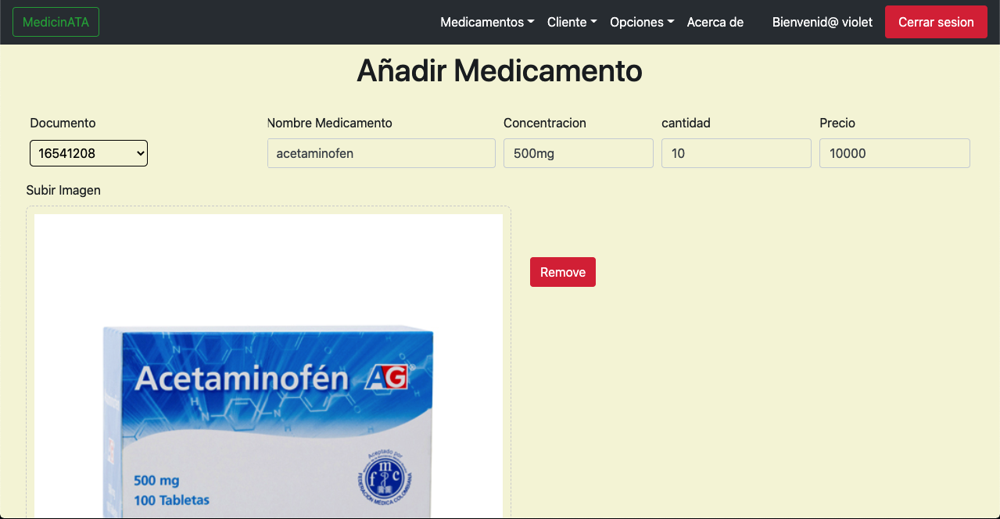 MedicinATA Medicamentos Cliente Opciones Acerca de Bienvenid@ violet Cerrar sesion
Añadir Medicamento
Documento Nombre Medicamento Concentracion cantidad Precio
16541208 acetaminofen 500mg 10 10000
Subir Imagen
Remove
Acetaminofén AG®
500 mg
100 Tabletas
Aceptado por
f m c
FEDERACIÓN MÉDICA COLOMBIANA